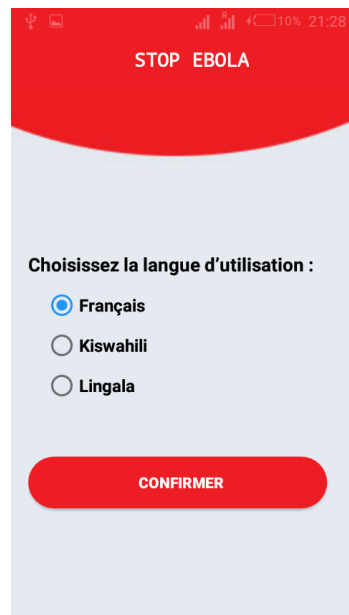 R
10% 21:28
STOP EBOLA
Choisissez la langue d'utilisation :
Français
Kiswahili
Lingala
CONFIRMER